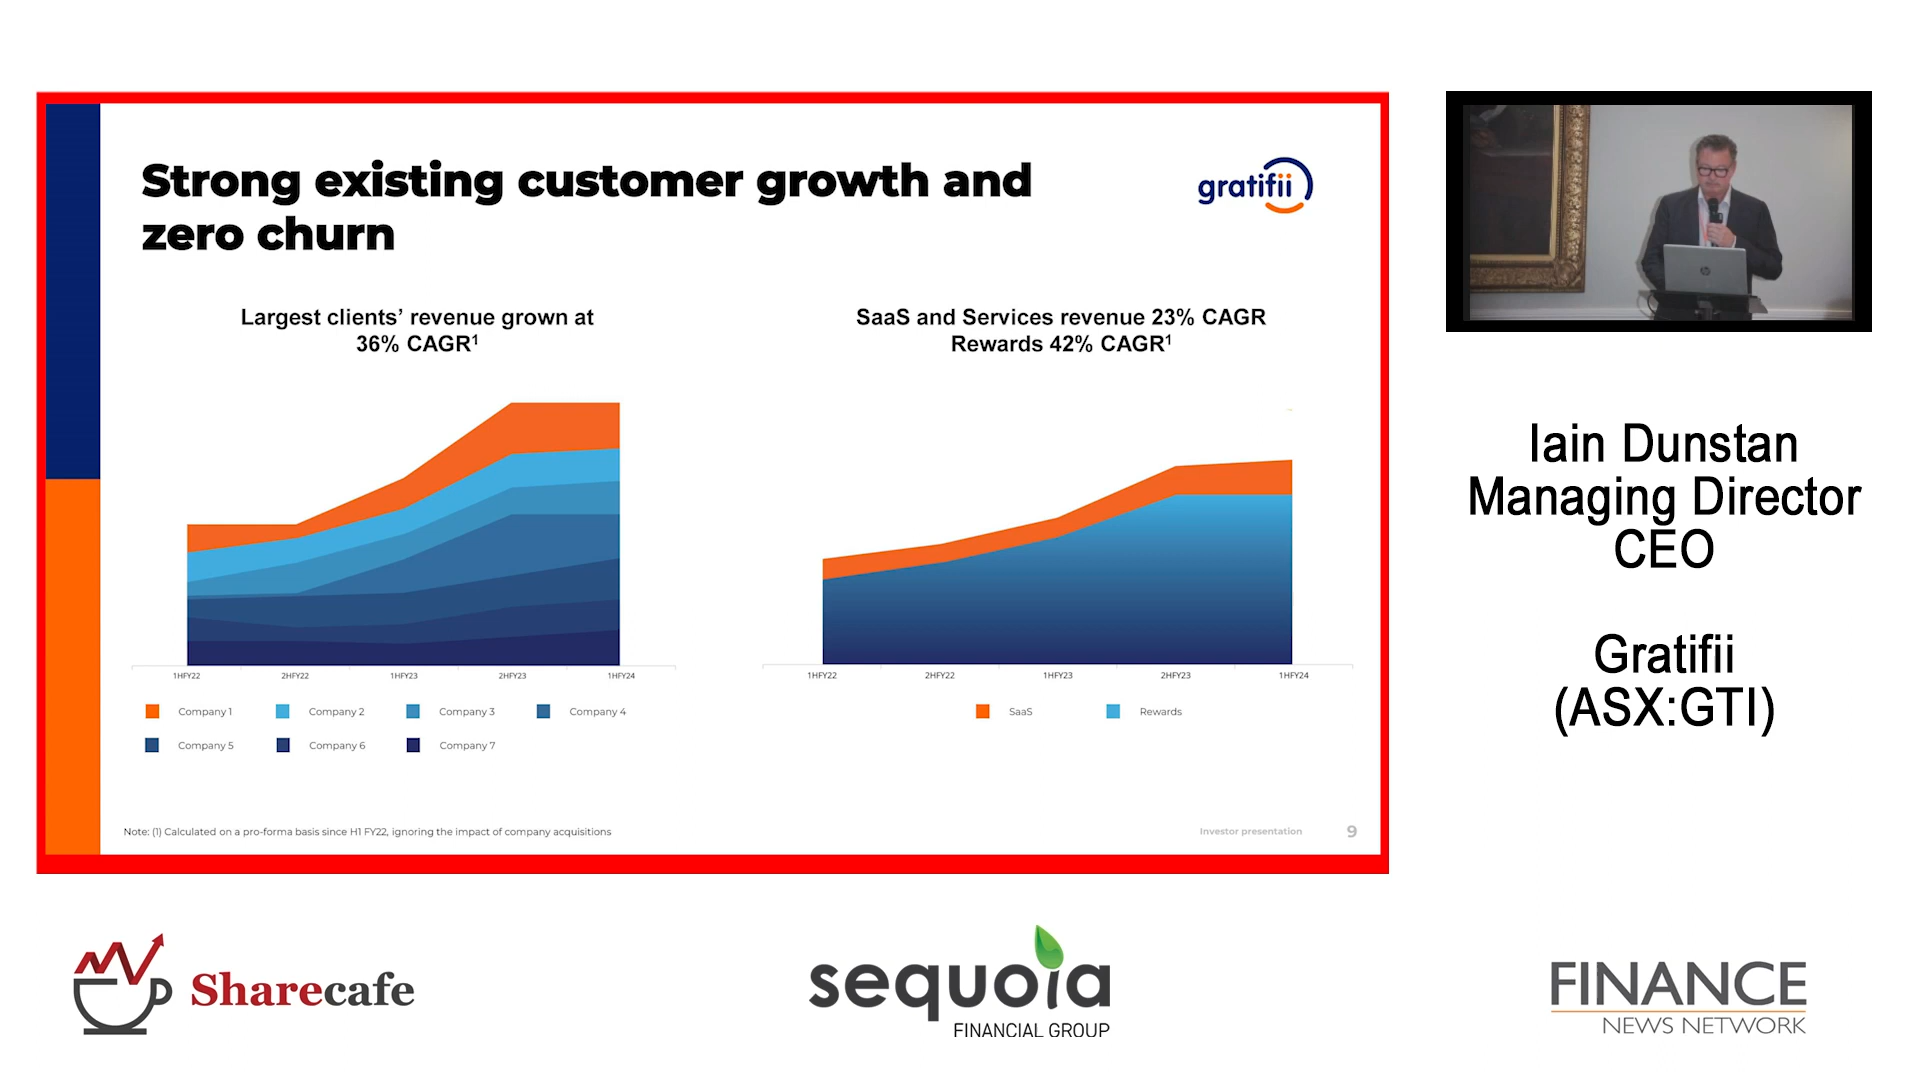 Strong existing customer growth and
zero churn
gratifii
Largest clients’ revenue grown at
36% CAGR¹
SaaS and Services revenue 23% CAGR
Rewards 42% CAGR¹
1HFY22
2HFY22
1HFY23
2HFY23
1HFY24
1HFY22
2HFY22
1HFY23
2HFY23
1HFY24
Company 1
Company 2
Company 3
Company 4
Company 5
Company 6
Company 7
SaaS
Rewards
Note: (1) Calculated on a pro-forma basis since H1 FY22, ignoring the impact of company acquisitions
Investor presentation
9
hp
Iain Dunstan
Managing Director
CEO
Gratifii
(ASX:GTI)
Sharecafe
sequoia
FINANCIAL GROUP
FINANCE
NEWS NETWORK